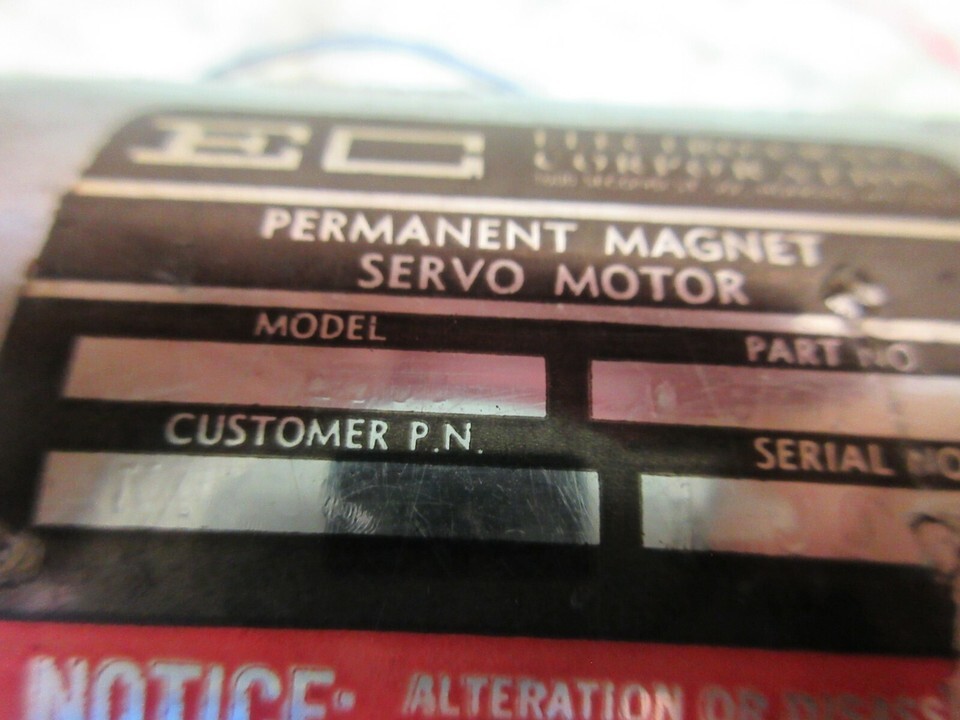 EC
PERMANENT MAGNET
SERVO MOTOR
MODEL
PART NO
CUSTOMER P.N.
SERIAL NO
NOTICE: ALTERATION OR